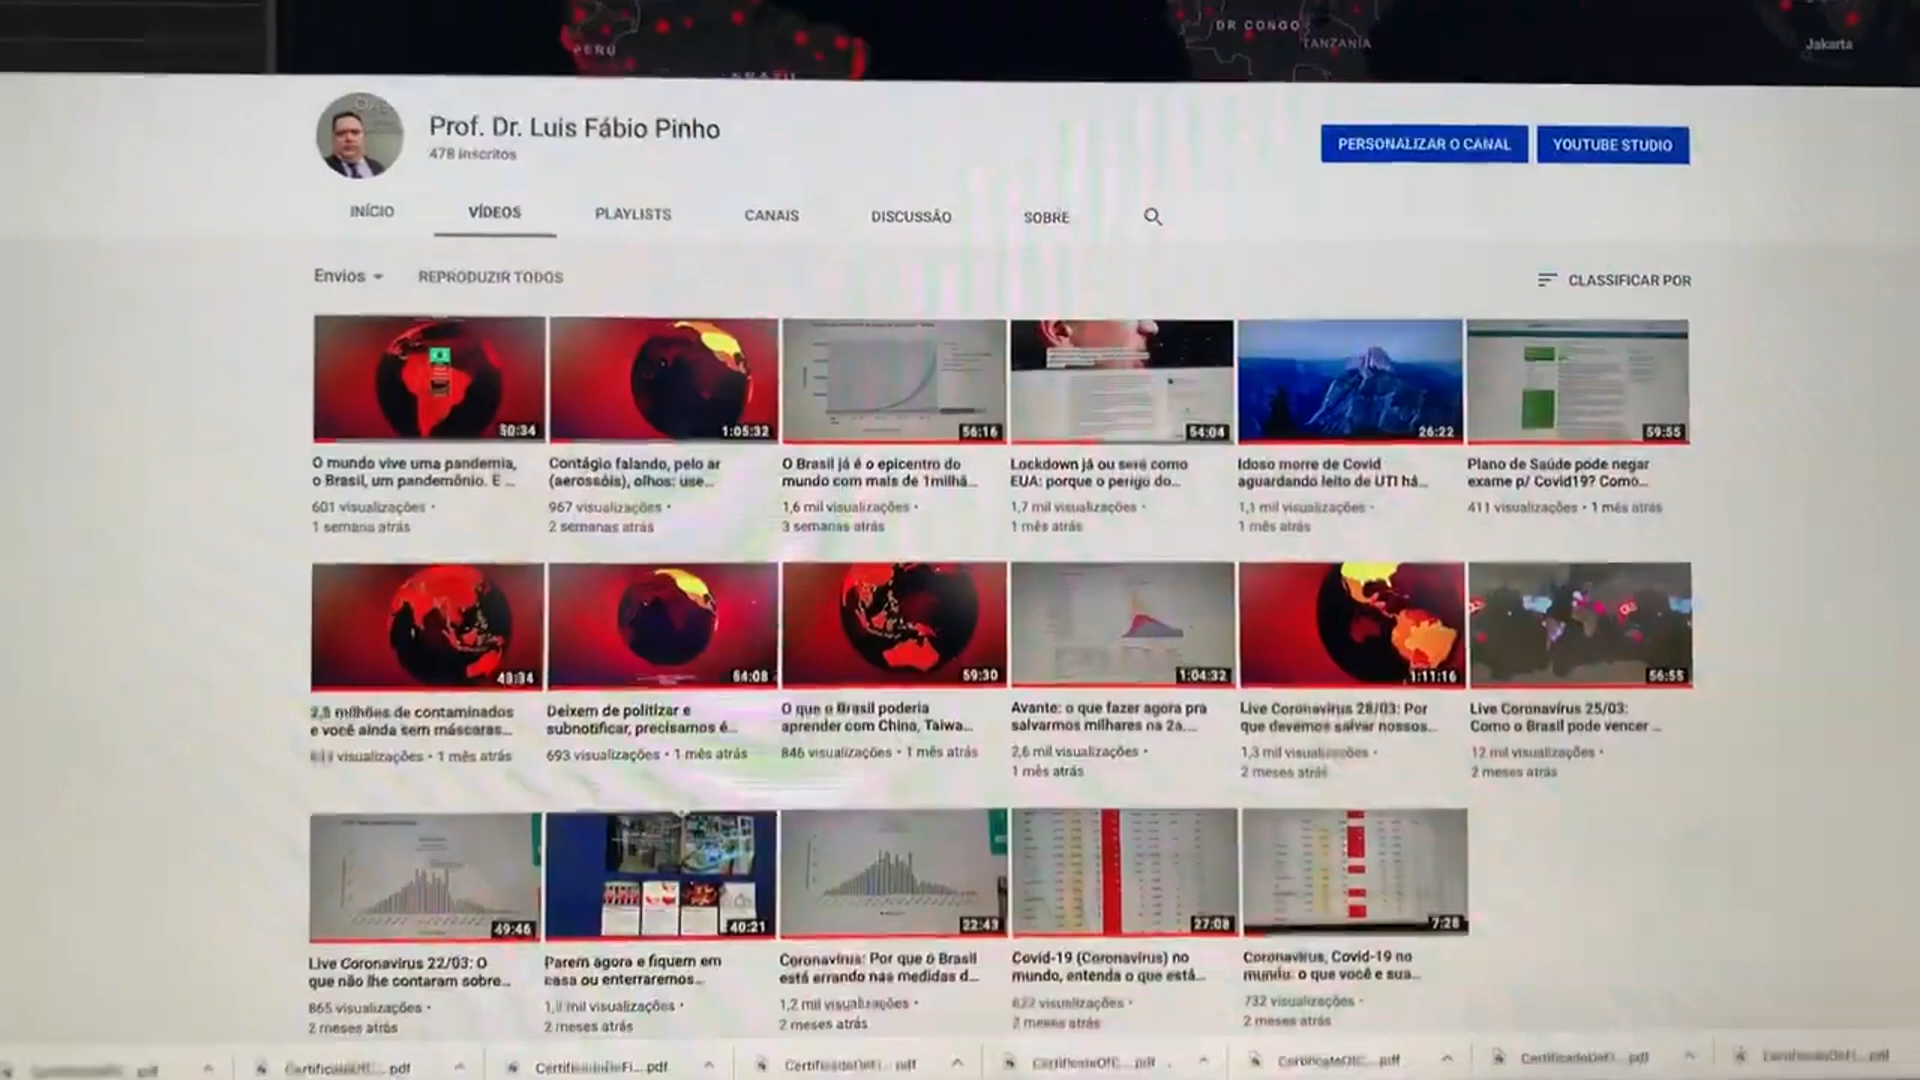 PERU
BRAZIL
DR CONGO
TANZANIA
Jakarta
Prof. Dr. Luis Fábio Pinho
478 inscritos
PERSONALIZAR O CANAL
YOUTUBE STUDIO
INÍCIO
VÍDEOS
PLAYLISTS
CANAIS
DISCUSSÃO
SOBRE
Envios
REPRODUZIR TODOS
CLASSIFICAR POR
50:34
1:05:32
56:16
54:04
26:22
59:55
O mundo vive uma pandemia,
o Brasil, um pandemônio. E ...
601 visualizações •
1 semana atrás
Contágio falando, pelo ar
(aerossóis), olhos: use...
967 visualizações •
2 semanas atrás
O Brasil já é o epicentro do
mundo com mais de 1milhã...
1,6 mil visualizações •
3 semanas atrás
Lockdown já ou será como
EUA: porque o perigo do...
1,7 mil visualizações •
1 mês atrás
Idoso morre de Covid
aguardando leito de UTI há...
1,1 mil visualizações •
1 mês atrás
Plano de Saúde pode negar
exame p/ Covid19? Como...
411 visualizações • 1 mês atrás
43:34
64:08
59:30
1:04:32
1:11:16
56:55
milhões de contaminados
e você ainda sem máscaras...
visualizações • 1 mês atrás
Deixem de politizar e
subnotificar, precisamos é...
693 visualizações • 1 mês atrás
O que o Brasil poderia
aprender com China, Taiwa...
846 visualizações • 1 mês atrás
Avante: o que fazer agora pra
salvarmos milhares na 2a....
2,6 mil visualizações •
1 mês atrás
Live Coronavírus 28/03: Por
que devemos salvar nossos...
1,3 mil visualizações •
2 meses atrás
Live Coronavírus 25/03:
Como o Brasil pode vencer ...
12 mil visualizações •
2 meses atrás
49:46
40:21
22:43
27:08
7:28
Live Coronavírus 22/03: O
que não lhe contaram sobre...
865 visualizações •
2 meses atrás
Parem agora e fiquem em
casa ou enterraremos...
mil visualizações •
2 meses atrás
Coronavírus: Por que o Brasil
está errando nas medidas d...
1,2 mil visualizações •
2 meses atrás
Covid-19 (Coronavírus) no
mundo, entenda o que está...
visualizações •
2 meses atrás
Coronavírus, Covid-19 no
mundo: o que você e sua...
732 visualizações •
2 meses atrás